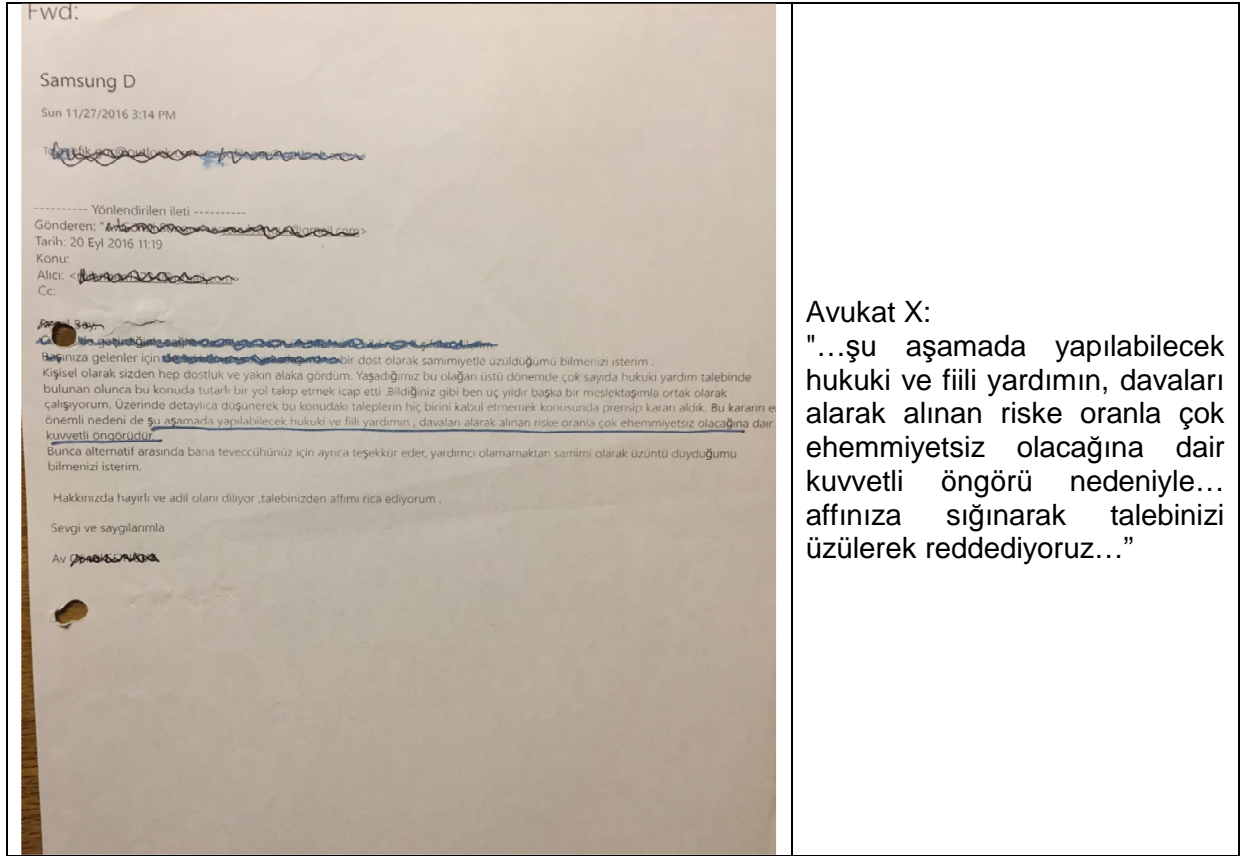 Fwd:
Samsung D
Sun 11/27/2016 3:14 PM
---------- Yönlendirilen ileti ----------
Gönderen:
Tarih: 20 Eyl 2016 11:19
Konu:
Alıcı: <
Cc:
Bey,
Başınıza gelenler için bir dost olarak samimiyetle üzüldüğümü bilmenizi isterim .
Kişisel olarak sizden hep dostluk ve yakın alaka gördüm. Yaşadığımız bu olağan üstü dönemde çok sayıda hukuki yardım talebinde
bulunan olunca bu konuda tutarlı bir yol takip etmek icap etti .Bildiğiniz gibi ben üç yıldır başka bir meslektaşımla ortak olarak
çalışıyorum. Üzerinde detaylıca düşünerek bu konudaki taleplerin hiç birini kabul etmemek konusunda prensip kararı aldık. Bu kararın e
önemli nedeni de şu aşamada yapılabilecek hukuki ve fiili yardımın , davaları alarak alınan riske oranla çok ehemmiyetsiz olacağına dair
kuvvetli öngörüdür.
Bunca alternatif arasında bana teveccühünüz için ayrıca teşekkür eder, yardımcı olamamaktan samimi olarak üzüntü duyduğumu
bilmenizi isterim.
Hakkınızda hayırlı ve adil olanı diliyor ,talebinizden affımı rica ediyorum .
Sevgi ve saygılarımla
Av
Avukat X:
"…şu aşamada yapılabilecek
hukuki ve fiili yardımın, davaları
alarak alınan riske oranla çok
ehemmiyetsiz olacağına dair
kuvvetli öngörü nedeniyle…
affınıza sığınarak talebinizi
üzülerek reddediyoruz…”